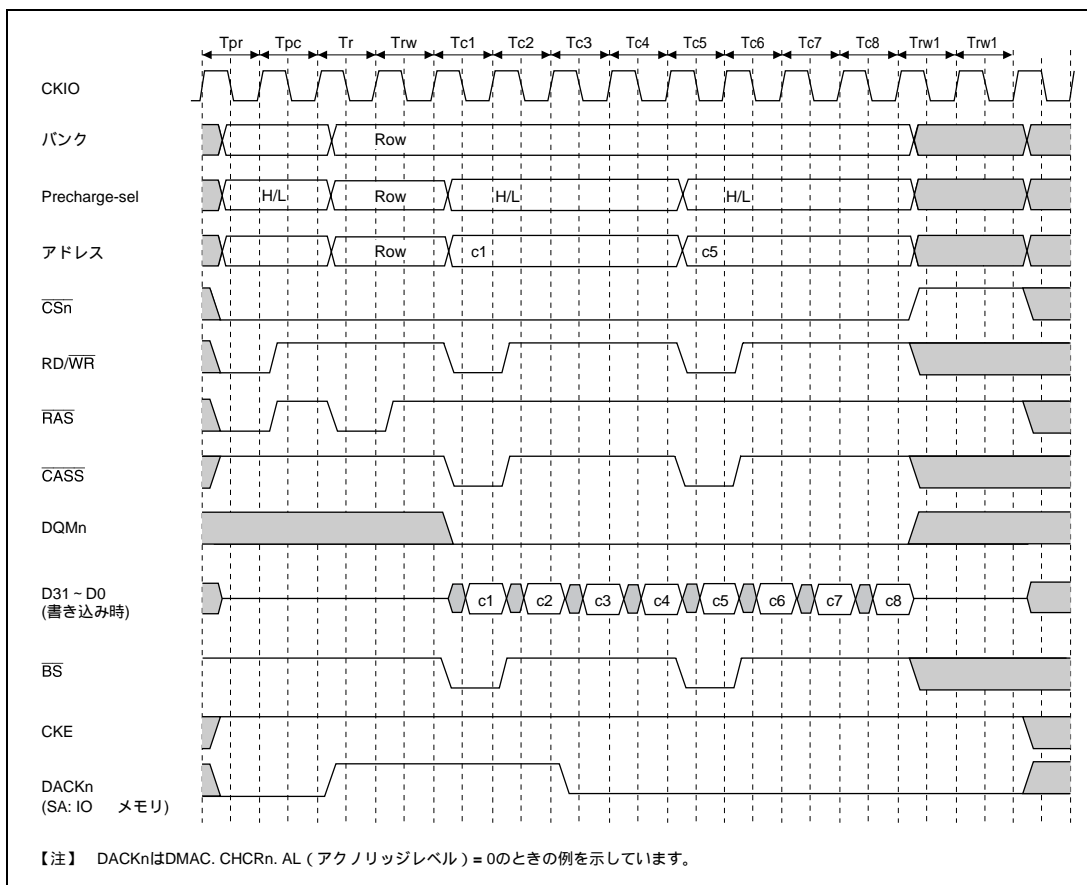 Tpr Tpc Tr Trw Tc1 Tc2 Tc3 Tc4 Tc5 Tc6 Tc7 Tc8 Trw1 Trw1
CKIO
バンク Row
Precharge-sel H/L Row H/L H/L
アドレス Row c1 c5
CSn
RD/WR
RAS
CASS
DQMn
D31~D0
(書き込み時) c1 c2 c3 c4 c5 c6 c7 c8
BS
CKE
DACKn
(SA: IO メモリ)
【注】 DACKnはDMAC. CHCRn. AL(アクノリッジレベル)= 0のときの例を示しています。